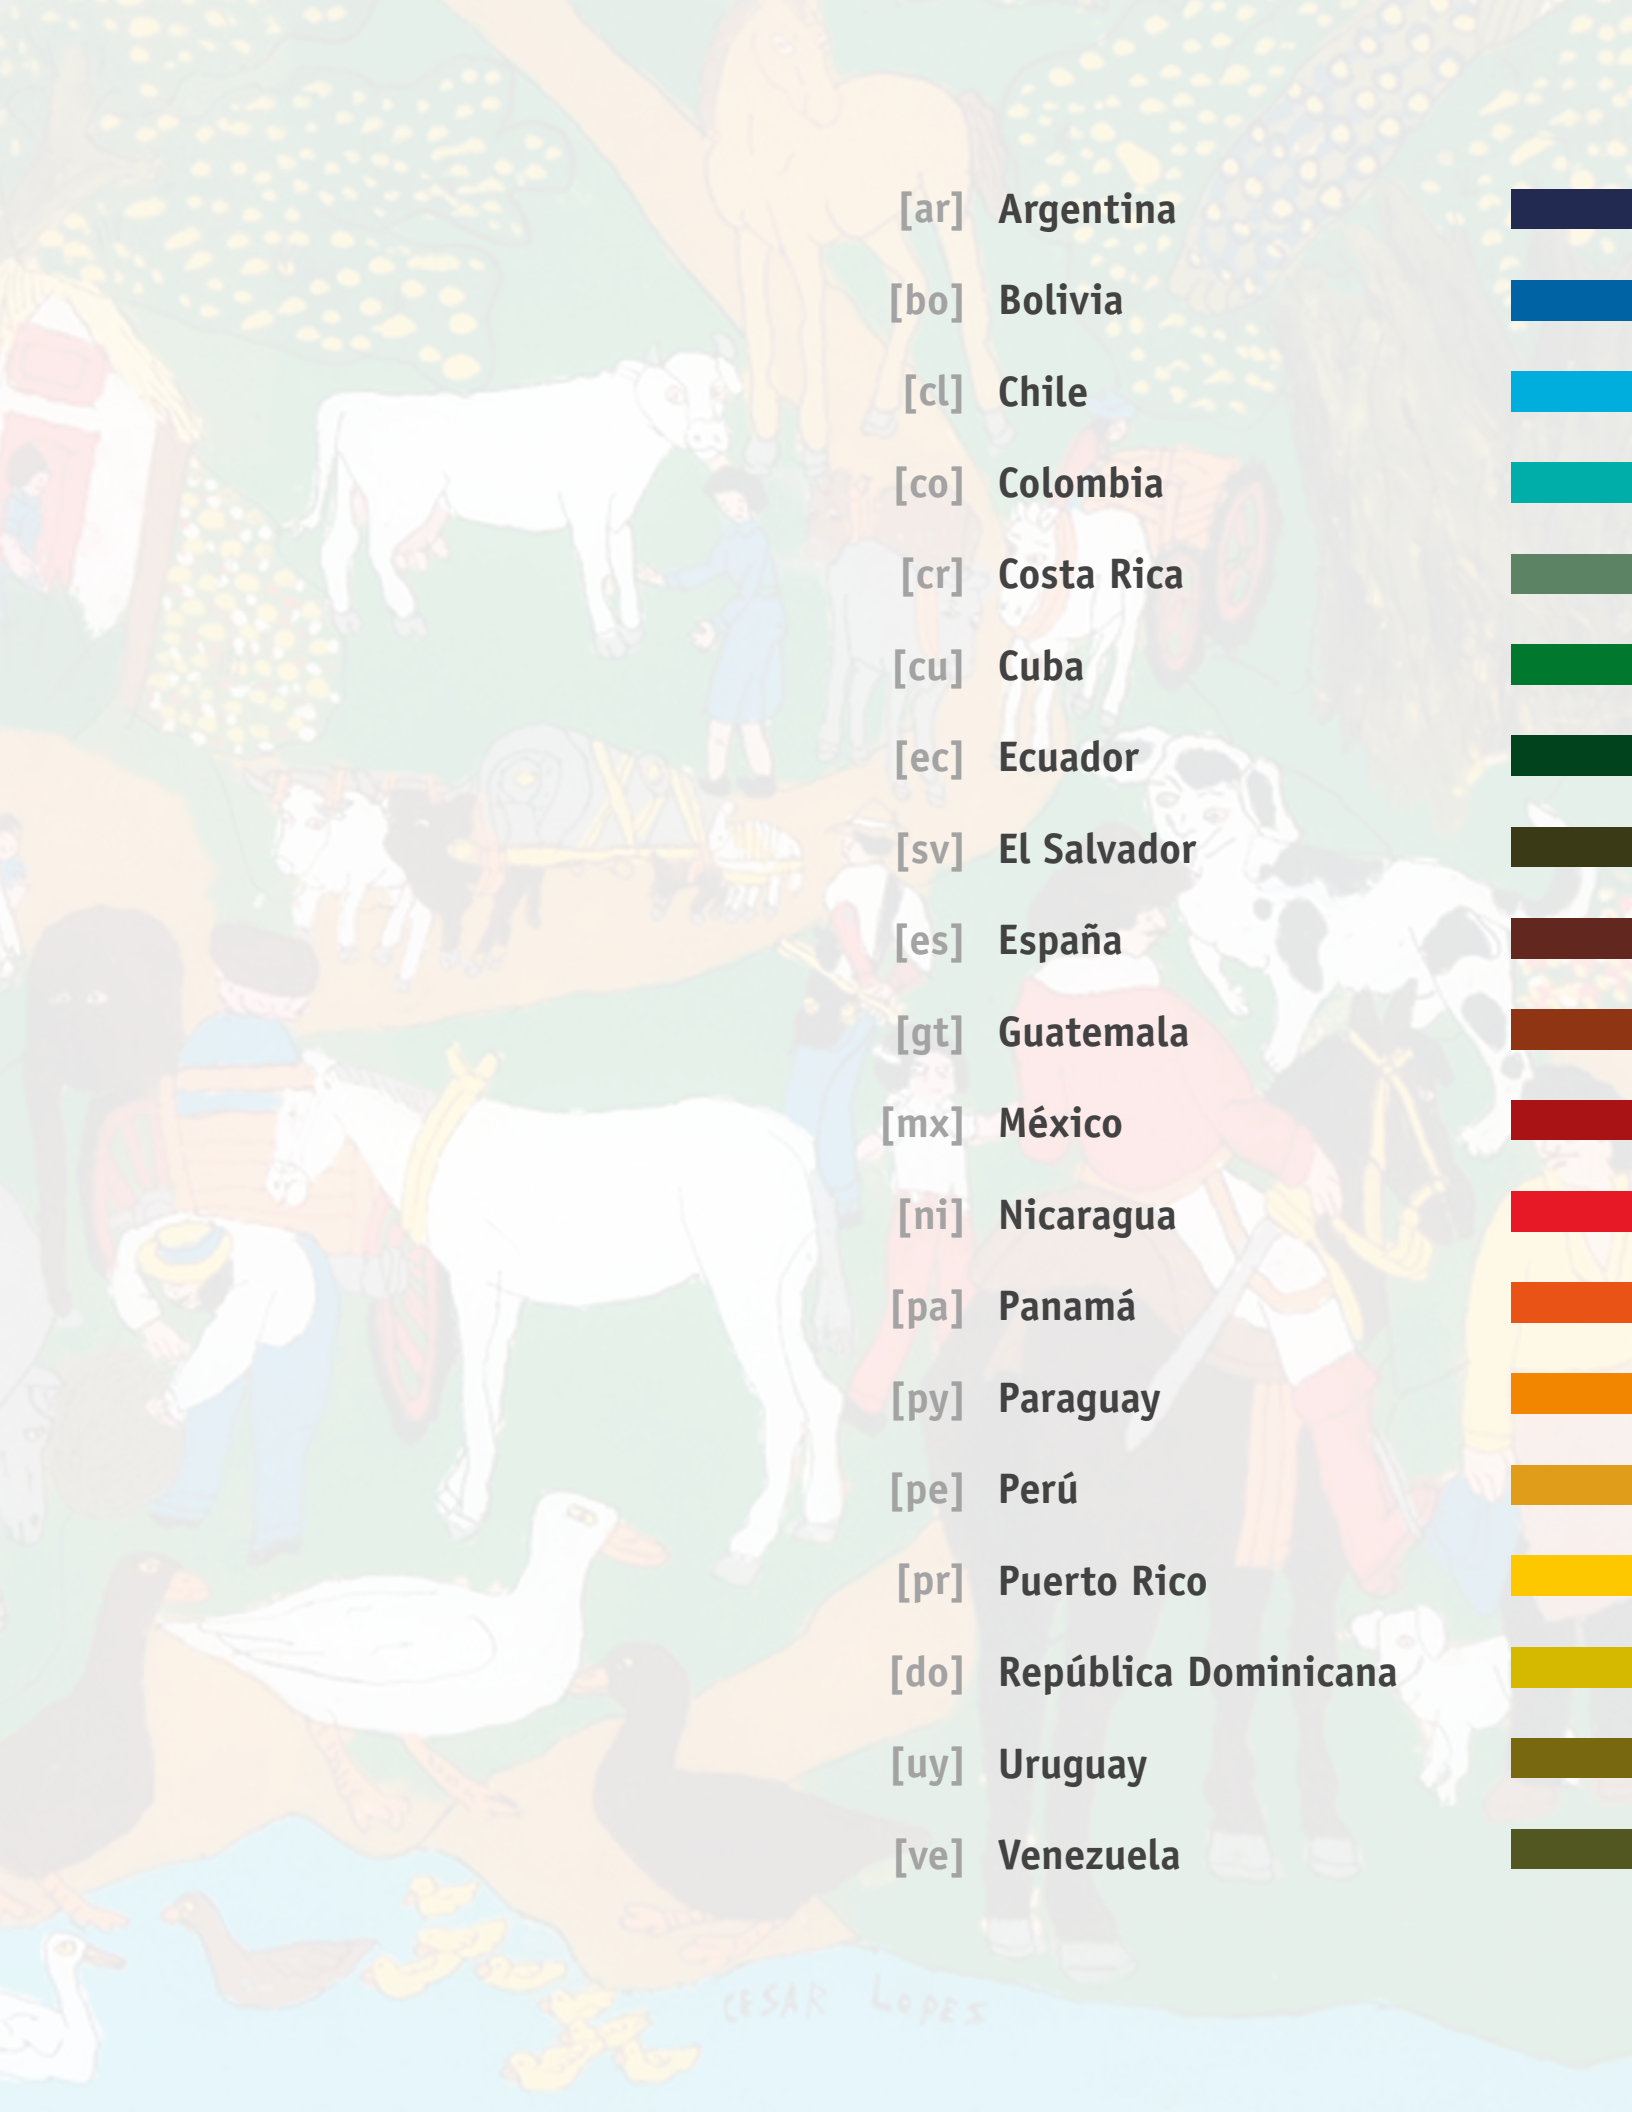 [ar] Argentina
[bo] Bolivia
[cl] Chile
[co] Colombia
[cr] Costa Rica
[cu] Cuba
[ec] Ecuador
[sv] El Salvador
[es] España
[gt] Guatemala
[mx] México
[ni] Nicaragua
[pa] Panamá
[py] Paraguay
[pe] Perú
[pr] Puerto Rico
[do] República Dominicana
[uy] Uruguay
[ve] Venezuela
CESAR LOPES